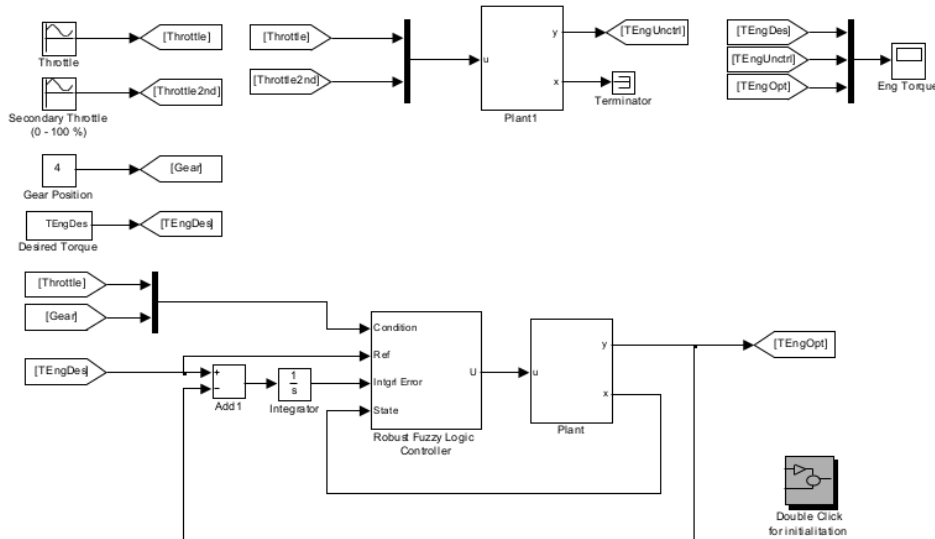 Throttle
[Throttle]
Secondary Throttle
(0 - 100 %)
[Throttle2nd]
4
Gear Position
[Gear]
TEngDes
Desired Torque
[TEngDes]
[Throttle]
[Throttle2nd]
u
y
x
Plant1
[TEngUnctrl]
Terminator
[TEngDes]
[TEngUnctrl]
[TEngOpt]
Eng Torque
[Throttle]
[Gear]
[TEngDes]
+
−
Add1
1
s
Integrator
Condition
Ref
Intgrl Error
State
U
Robust Fuzzy Logic
Controller
u
y
x
Plant
[TEngOpt]
Double Click
for initialitation